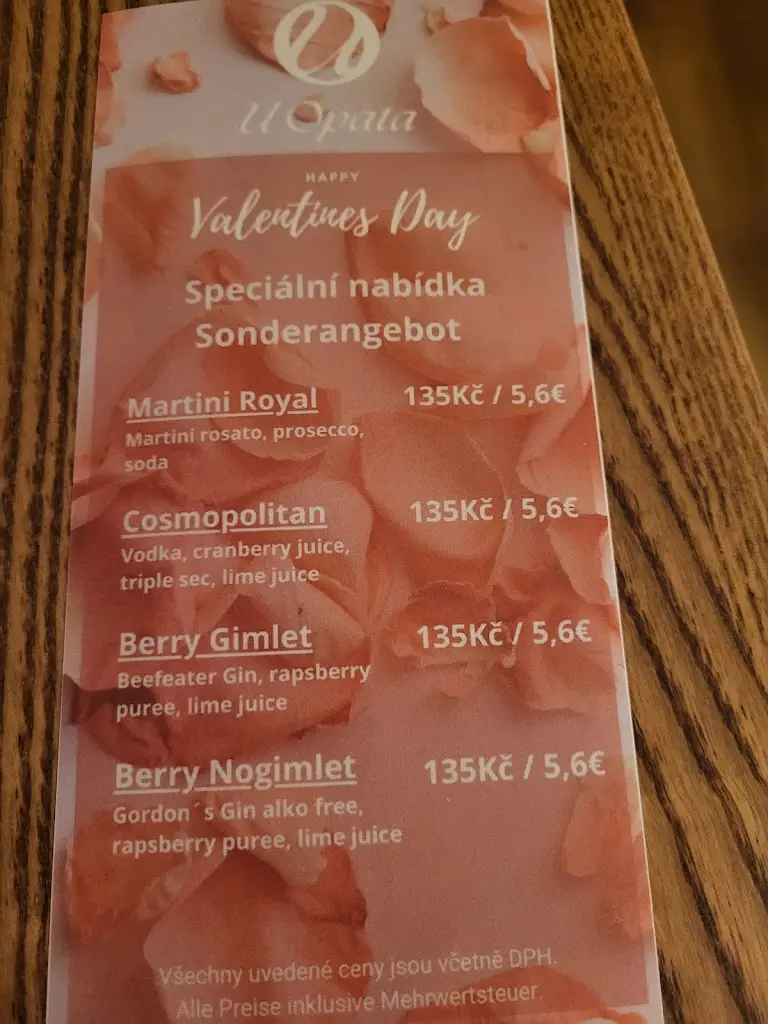 U Opata
HAPPY
Valentines Day
Speciální nabídka
Sonderangebot
Martini Royal 135Kč / 5,6€
Martini rosato, prosecco,
soda
Cosmopolitan 135Kč / 5,6€
Vodka, cranberry juice,
triple sec, lime juice
Berry Gimlet 135Kč / 5,6€
Beefeater Gin, rapsberry
puree, lime juice
Berry Nogimlet 135Kč / 5,6€
Gordon´s Gin alko free,
rapsberry puree, lime juice
Všechny uvedené ceny jsou včetně DPH.
Alle Preise inklusive Mehrwertsteuer.